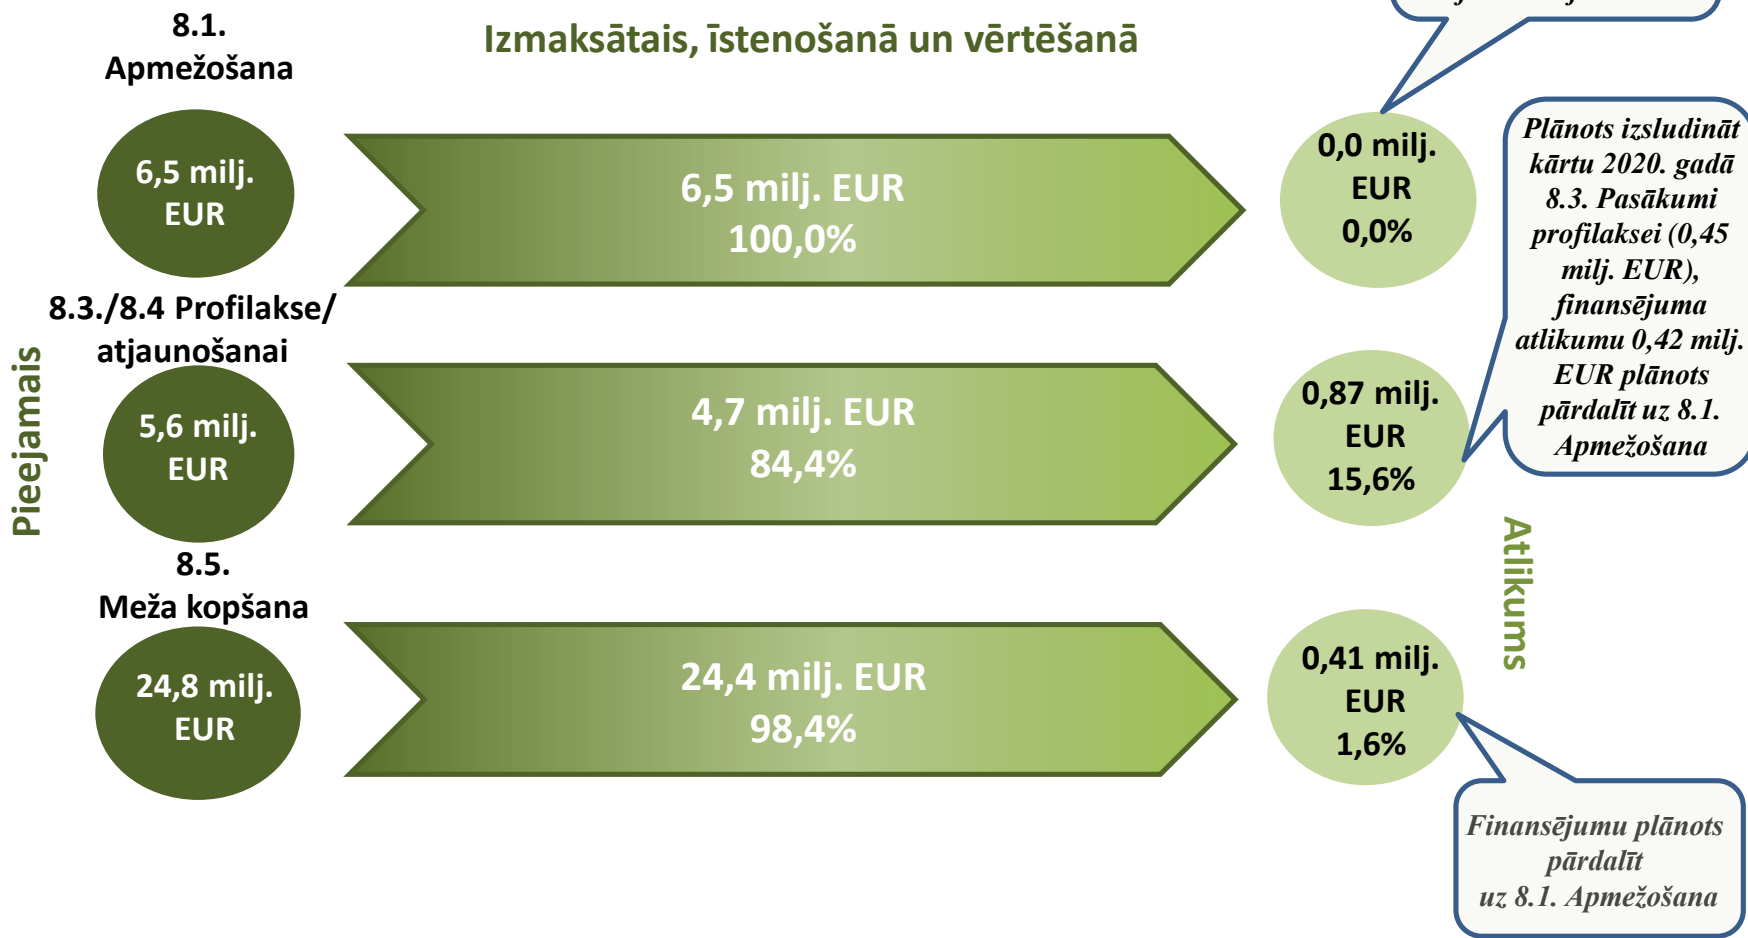 8.1.
Apmežošana
Izmaksātais, īstenošanā un vērtēšanā
6,5 milj.
EUR
6,5 milj. EUR
100,0%
0,0 milj.
EUR
0,0%
Plānots izsludināt
kārtu 2020. gadā
8.3. Pasākumi
profilaksei (0,45
milj. EUR),
finansējuma
atlikumu 0,42 milj.
EUR plānots
pārdalīt uz 8.1.
Apmežošana
8.3./8.4 Profilakse/
atjaunošanai
Pieejamais
5,6 milj.
EUR
4,7 milj. EUR
84,4%
0,87 milj.
EUR
15,6%
Atlikums
8.5.
Meža kopšana
24,8 milj.
EUR
24,4 milj. EUR
98,4%
0,41 milj.
EUR
1,6%
Finansējumu plānots
pārdalīt
uz 8.1. Apmežošana